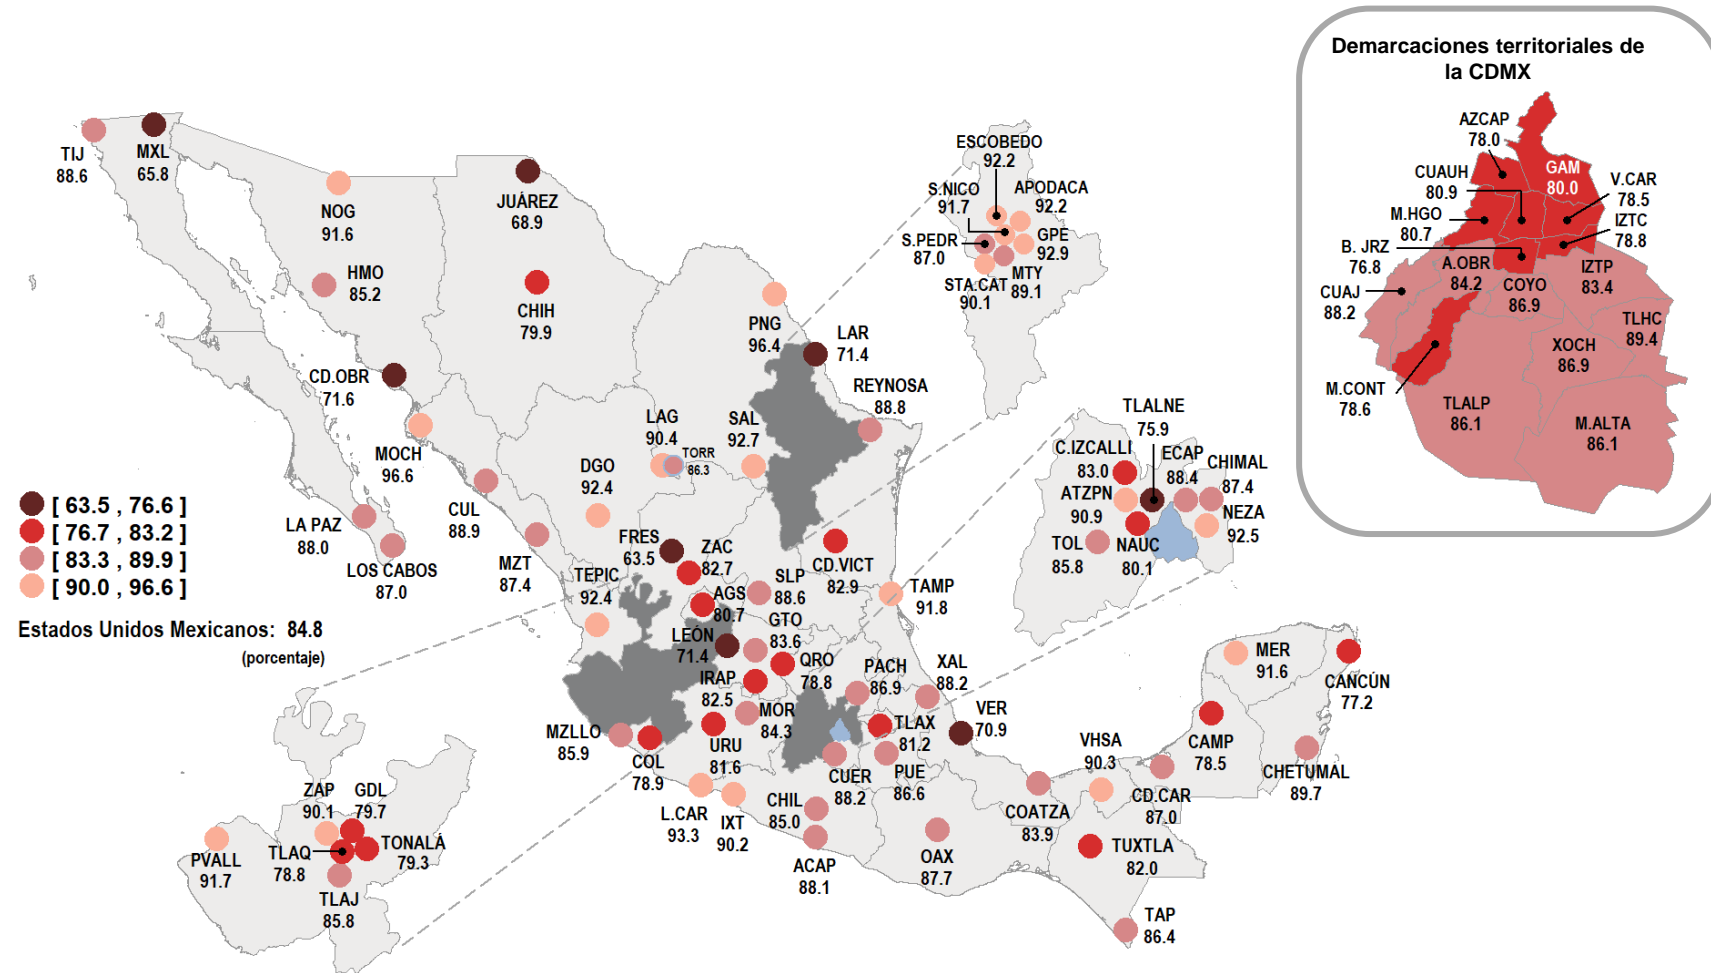 Demarcaciones territoriales de
la CDMX
AZCAP
78.0
CUAUH
80.9
GAM
80.0
V.CAR
78.5
M.HGO
80.7
IZTC
78.8
B. JRZ
76.8
A.OBR
84.2
COYO
86.9
IZTP
83.4
CUAJ
88.2
TLHC
89.4
XOCH
86.9
M.CONT
78.6
TLALP
86.1
M.ALTA
86.1
TIJ
88.6
MXL
65.8
NOG
91.6
JUÁREZ
68.9
HMO
85.2
CHIH
79.9
CD.OBR
71.6
MOCH
96.6
PNG
96.4
LAR
71.4
REYNOSA
88.8
LAG
90.4
TORR
86.3
SAL
92.7
DGO
92.4
CUL
88.9
LA PAZ
88.0
LOS CABOS
87.0
MZT
87.4
FRES
63.5
ZAC
82.7
TEPIC
92.4
AGS
80.7
SLP
88.6
CD.VICT
82.9
TAMP
91.8
LEÓN
71.4
GTO
83.6
IRAP
82.5
QRO
78.8
PACH
86.9
XAL
88.2
VER
70.9
MOR
84.3
MZLLO
85.9
COL
78.9
URU
81.6
TLAX
81.2
CUER
88.2
PUE
86.6
L.CAR
93.3
IXT
90.2
CHIL
85.0
ACAP
88.1
OAX
87.7
COATZA
83.9
VHSA
90.3
CD.CAR
87.0
TUXTLA
82.0
TAP
86.4
CAMP
78.5
MER
91.6
CANCÚN
77.2
CHETUMAL
89.7
ESCOBEDO
92.2
S.NICO
91.7
APODACA
92.2
S.PEDR
87.0
GPE
92.9
STA.CAT
90.1
MTY
89.1
TLALNE
75.9
C.IZCALLI
83.0
ECAP
88.4
CHIMAL
87.4
ATZPN
90.9
NEZA
92.5
TOL
85.8
NAUC
80.1
ZAP
90.1
GDL
79.7
PVALL
91.7
TLAQ
78.8
TONALÁ
79.3
TLAJ
85.8
[ 63.5 , 76.6 ]
[ 76.7 , 83.2 ]
[ 83.3 , 89.9 ]
[ 90.0 , 96.6 ]
Estados Unidos Mexicanos: 84.8
(porcentaje)